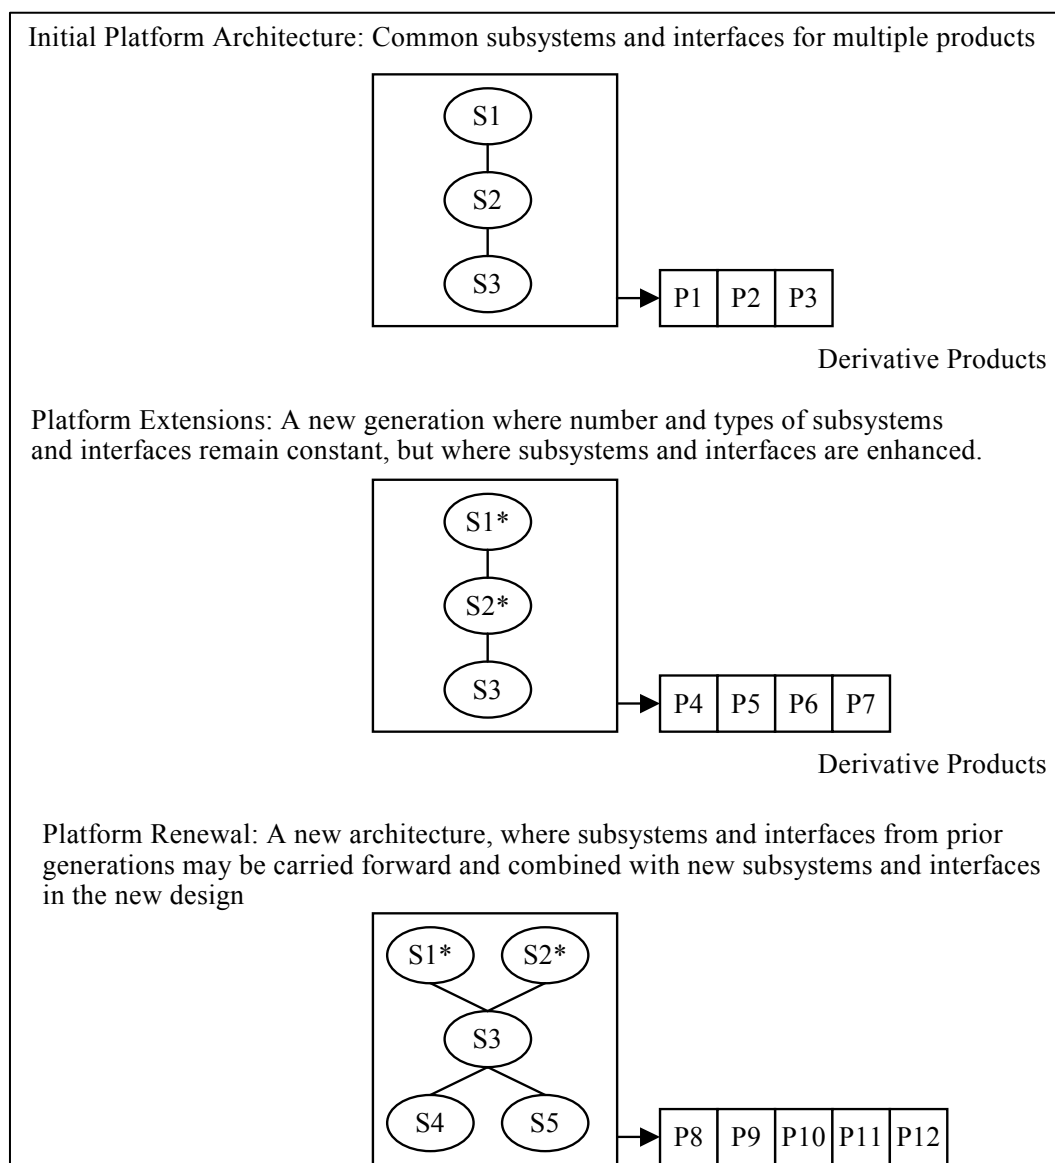 Initial Platform Architecture: Common subsystems and interfaces for multiple products
S1
S2
S3
P1 P2 P3
Derivative Products
Platform Extensions: A new generation where number and types of subsystems
and interfaces remain constant, but where subsystems and interfaces are enhanced.
S1*
S2*
S3
P4 P5 P6 P7
Derivative Products
Platform Renewal: A new architecture, where subsystems and interfaces from prior
generations may be carried forward and combined with new subsystems and interfaces
in the new design
S1* S2*
S3
S4 S5
P8 P9 P10 P11 P12